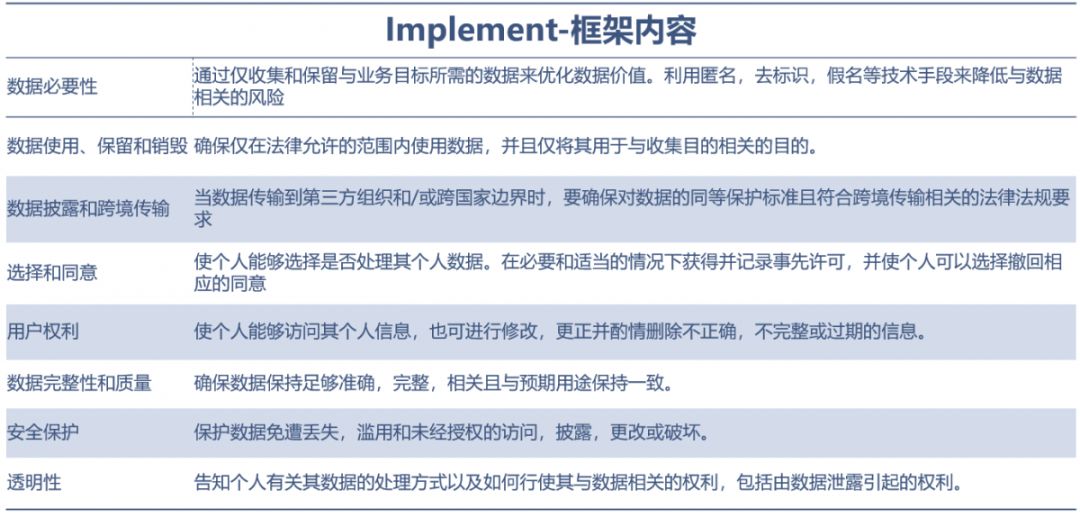 Implement-框架内容
数据必要性
通过仅收集和保留与业务目标所需的数据来优化数据价值。利用匿名，去标识，假名等技术手段来降低与数据
相关的风险
数据使用、保留和销毁
确保仅在法律允许的范围内使用数据，并且仅将其用于与收集目的相关的目的。
数据披露和跨境传输
当数据传输到第三方组织和/或跨国家边界时，要确保对数据的同等保护标准且符合跨境传输相关的法律法规要
求
选择和同意
使个人能够选择是否处理其个人数据。在必要和适当的情况下获得并记录事先许可，并使个人可以选择撤回相
应的同意
用户权利
使个人能够访问其个人信息，也可进行修改，更正并酌情删除不正确，不完整或过期的信息。
数据完整性和质量
确保数据保持足够准确，完整，相关且与预期用途保持一致。
安全保护
保护数据免遭丢失，滥用和未经授权的访问，披露，更改或破坏。
透明性
告知个人有关其数据的处理方式以及如何行使其与数据相关的权利，包括由数据泄露引起的权利。